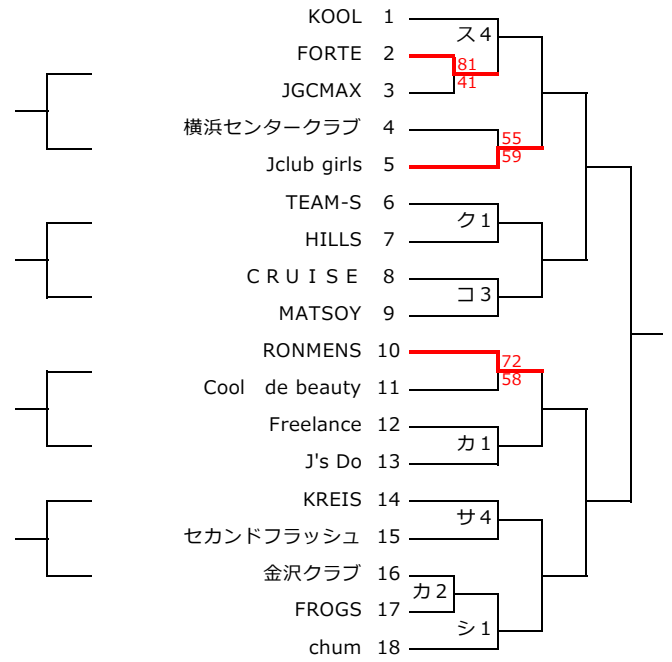 KOOL 1
ス4
FORTE 2
81
JGCMAX 3
41
横浜センタークラブ 4
55
Jclub girls 5
59
TEAM-S 6
ク1
HILLS 7
ＣＲＵＩＳＥ 8
コ3
MATSOY 9
RONMENS 10
72
Cool　de beauty 11
58
Freelance 12
カ1
J's Do 13
KREIS 14
サ4
セカンドフラッシュ 15
金沢クラブ 16
カ2
FROGS 17
シ1
chum 18